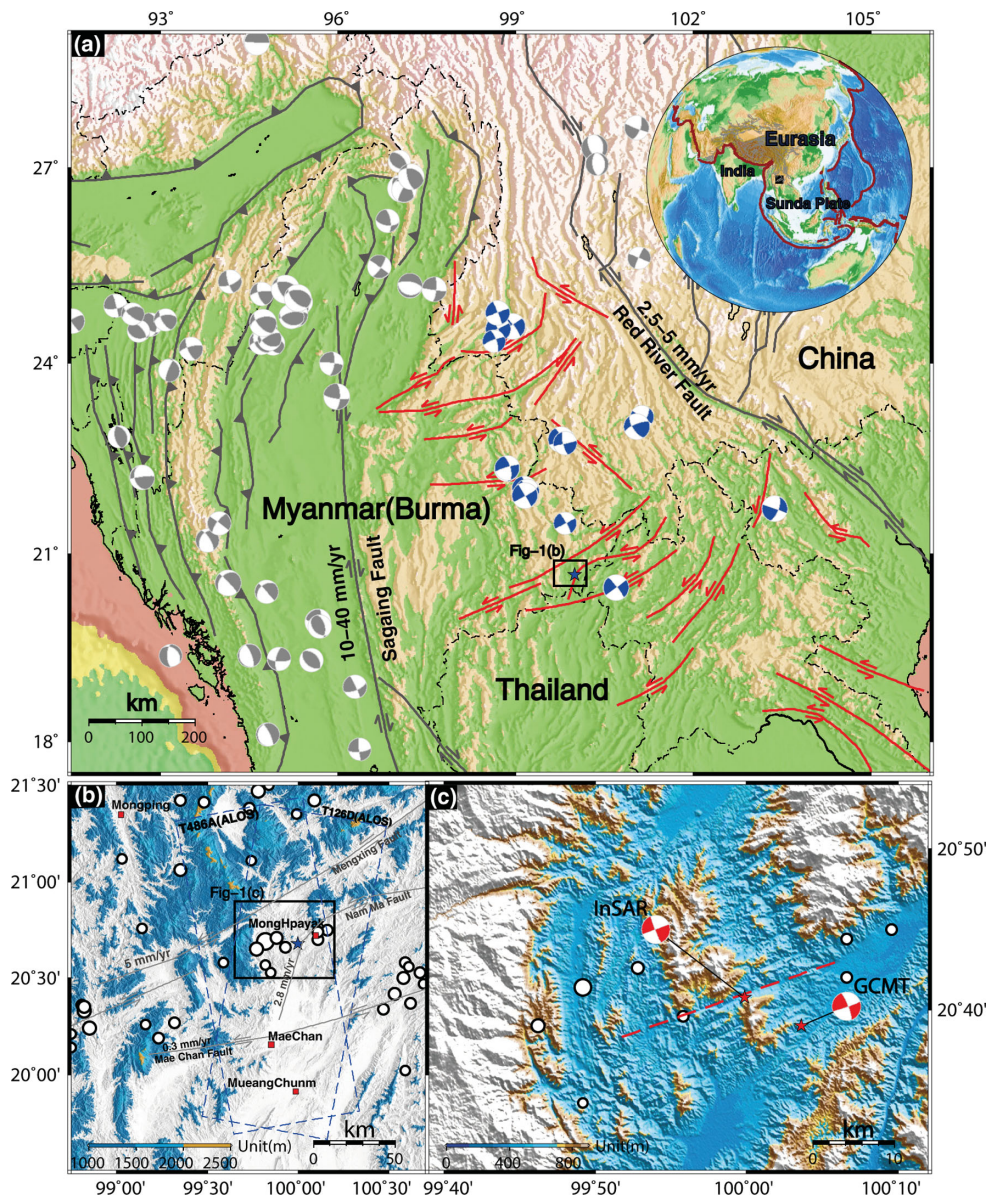 93° 96° 99° 102° 105°
(a)
27°
24°
21°
18°
Eurasia
India
Sunda Plate
2.5–5 mm/yr
Red River Fault
China
Myanmar(Burma)
Fig–1(b)
10–40 mm/yr
Sagaing Fault
Thailand
km
0 100 200
21°30'
21°00'
20°30'
20°00'
(b)
Mongping
T486A(ALOS)
T126D(ALOS)
Mengxing Fault
Fig–1(c)
Nam Ma Fault
MongHpayak
5 mm/yr
2.8 mm/yr
0.3 mm/yr
Mae Chan Fault
MaeChan
MueangChunm
Unit(m)
1000 1500 2000 2500
km
0 50
99°00' 99°30' 100°00' 100°30'
(c)
InSAR
GCMT
20°50'
20°40'
Unit(m)
0 400 800
km
0 10
99°40' 99°50' 100°00' 100°10'